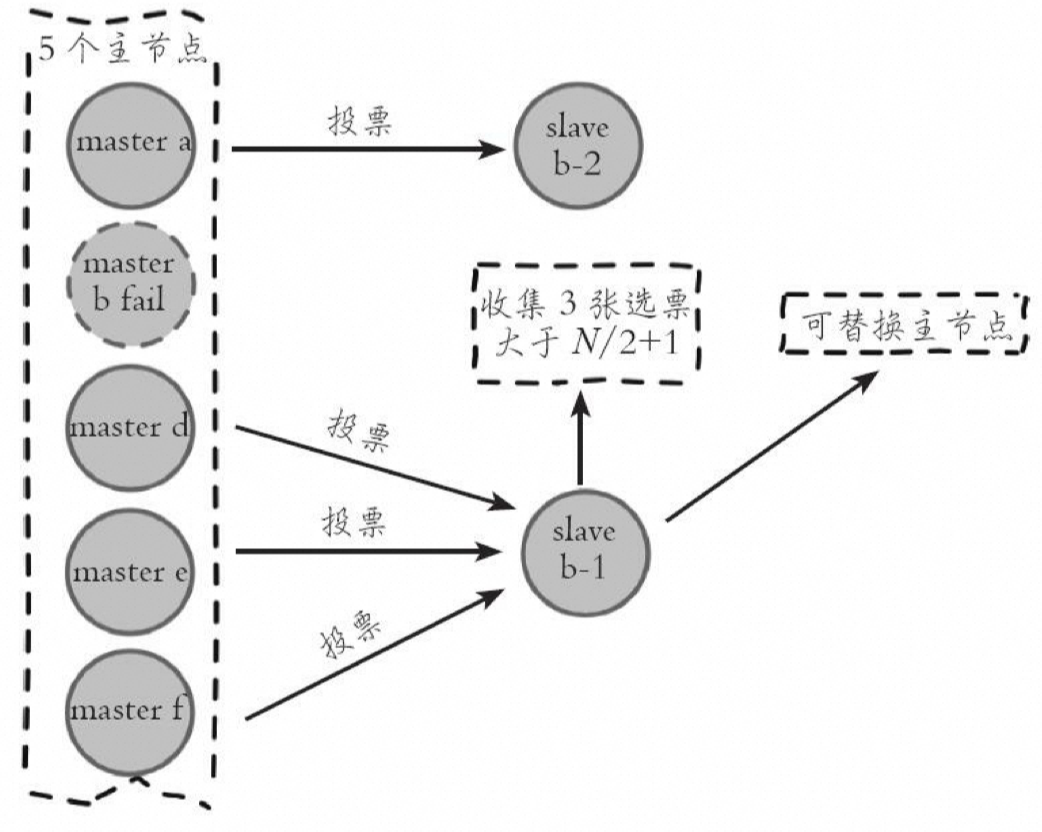 5 个主节点
master a
投票
slave
b-2
master
b fail
收集 3 张选票
大于 N/2+1
可替换主节点
master d
投票
master e
投票
slave
b-1
master f
投票